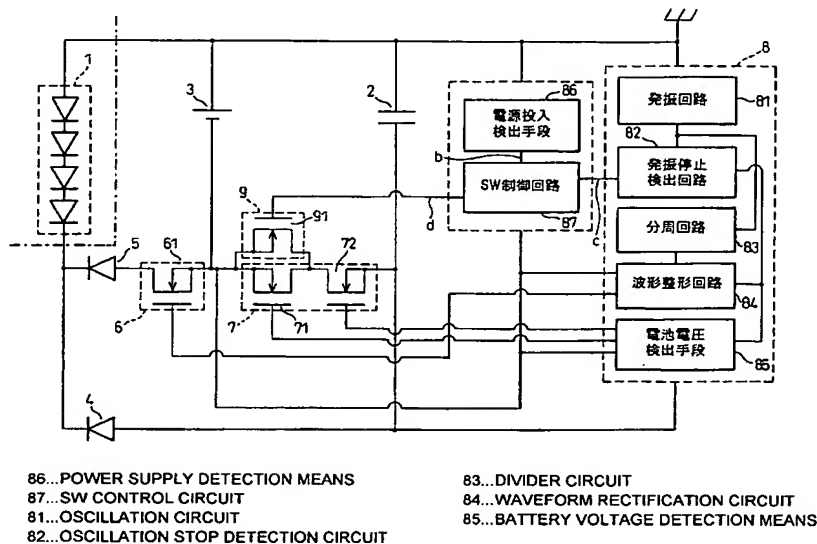 1
3
2
86
電源投入
検出手段
b
SW制御回路
87
8
発振回路
81
82
発振停止
検出回路
c
分周回路
83
波形整形回路
84
電池電圧
検出手段
85
9
91
d
5
61
6
72
7
71
4
86...POWER SUPPLY DETECTION MEANS
87...SW CONTROL CIRCUIT
81...OSCILLATION CIRCUIT
82...OSCILLATION STOP DETECTION CIRCUIT
83...DIVIDER CIRCUIT
84...WAVEFORM RECTIFICATION CIRCUIT
85...BATTERY VOLTAGE DETECTION MEANS